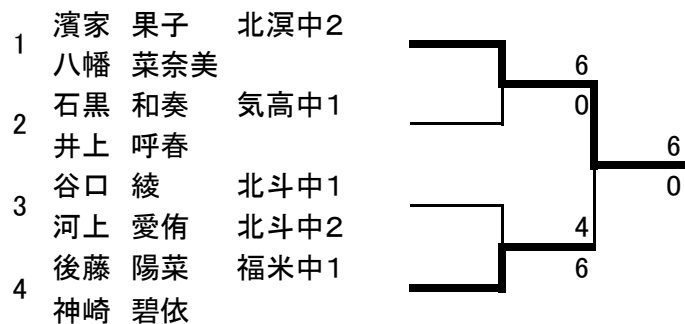 1 濱家 果子 北溟中2
八幡 菜奈美
2 石黒 和奏 気高中1
井上 呼春
3 谷口 綾 北斗中1
河上 愛侑 北斗中2
4 後藤 陽菜 福米中1
神崎 碧依
6
0
4
6
6
0